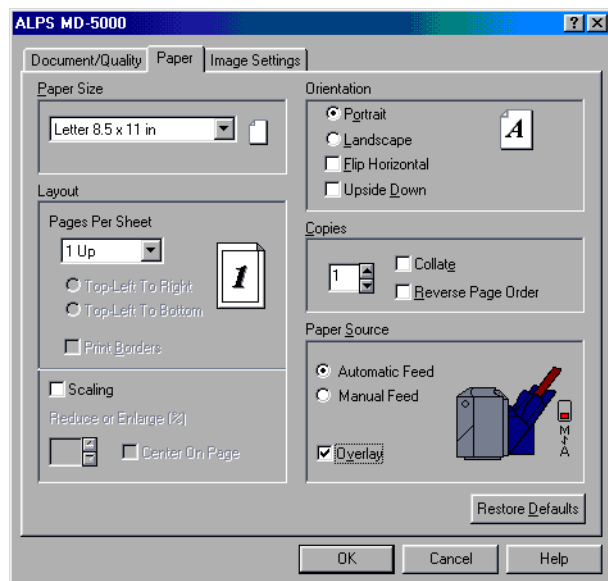 ALPS MD-5000
Document/Quality Paper Image Settings
Paper Size
Letter 8.5 x 11 in
Layout
Pages Per Sheet
1 Up
1
Top-Left To Right
Top-Left To Bottom
Print Borders
Scaling
Reduce or Enlarge (%)
Center On Page
Orientation
Portrait
Landscape
Flip Horizontal
Upside Down
A
Copies
1
Collate
Reverse Page Order
Paper Source
Automatic Feed
Manual Feed
Overlay
M
A
Restore Defaults
OK Cancel Help